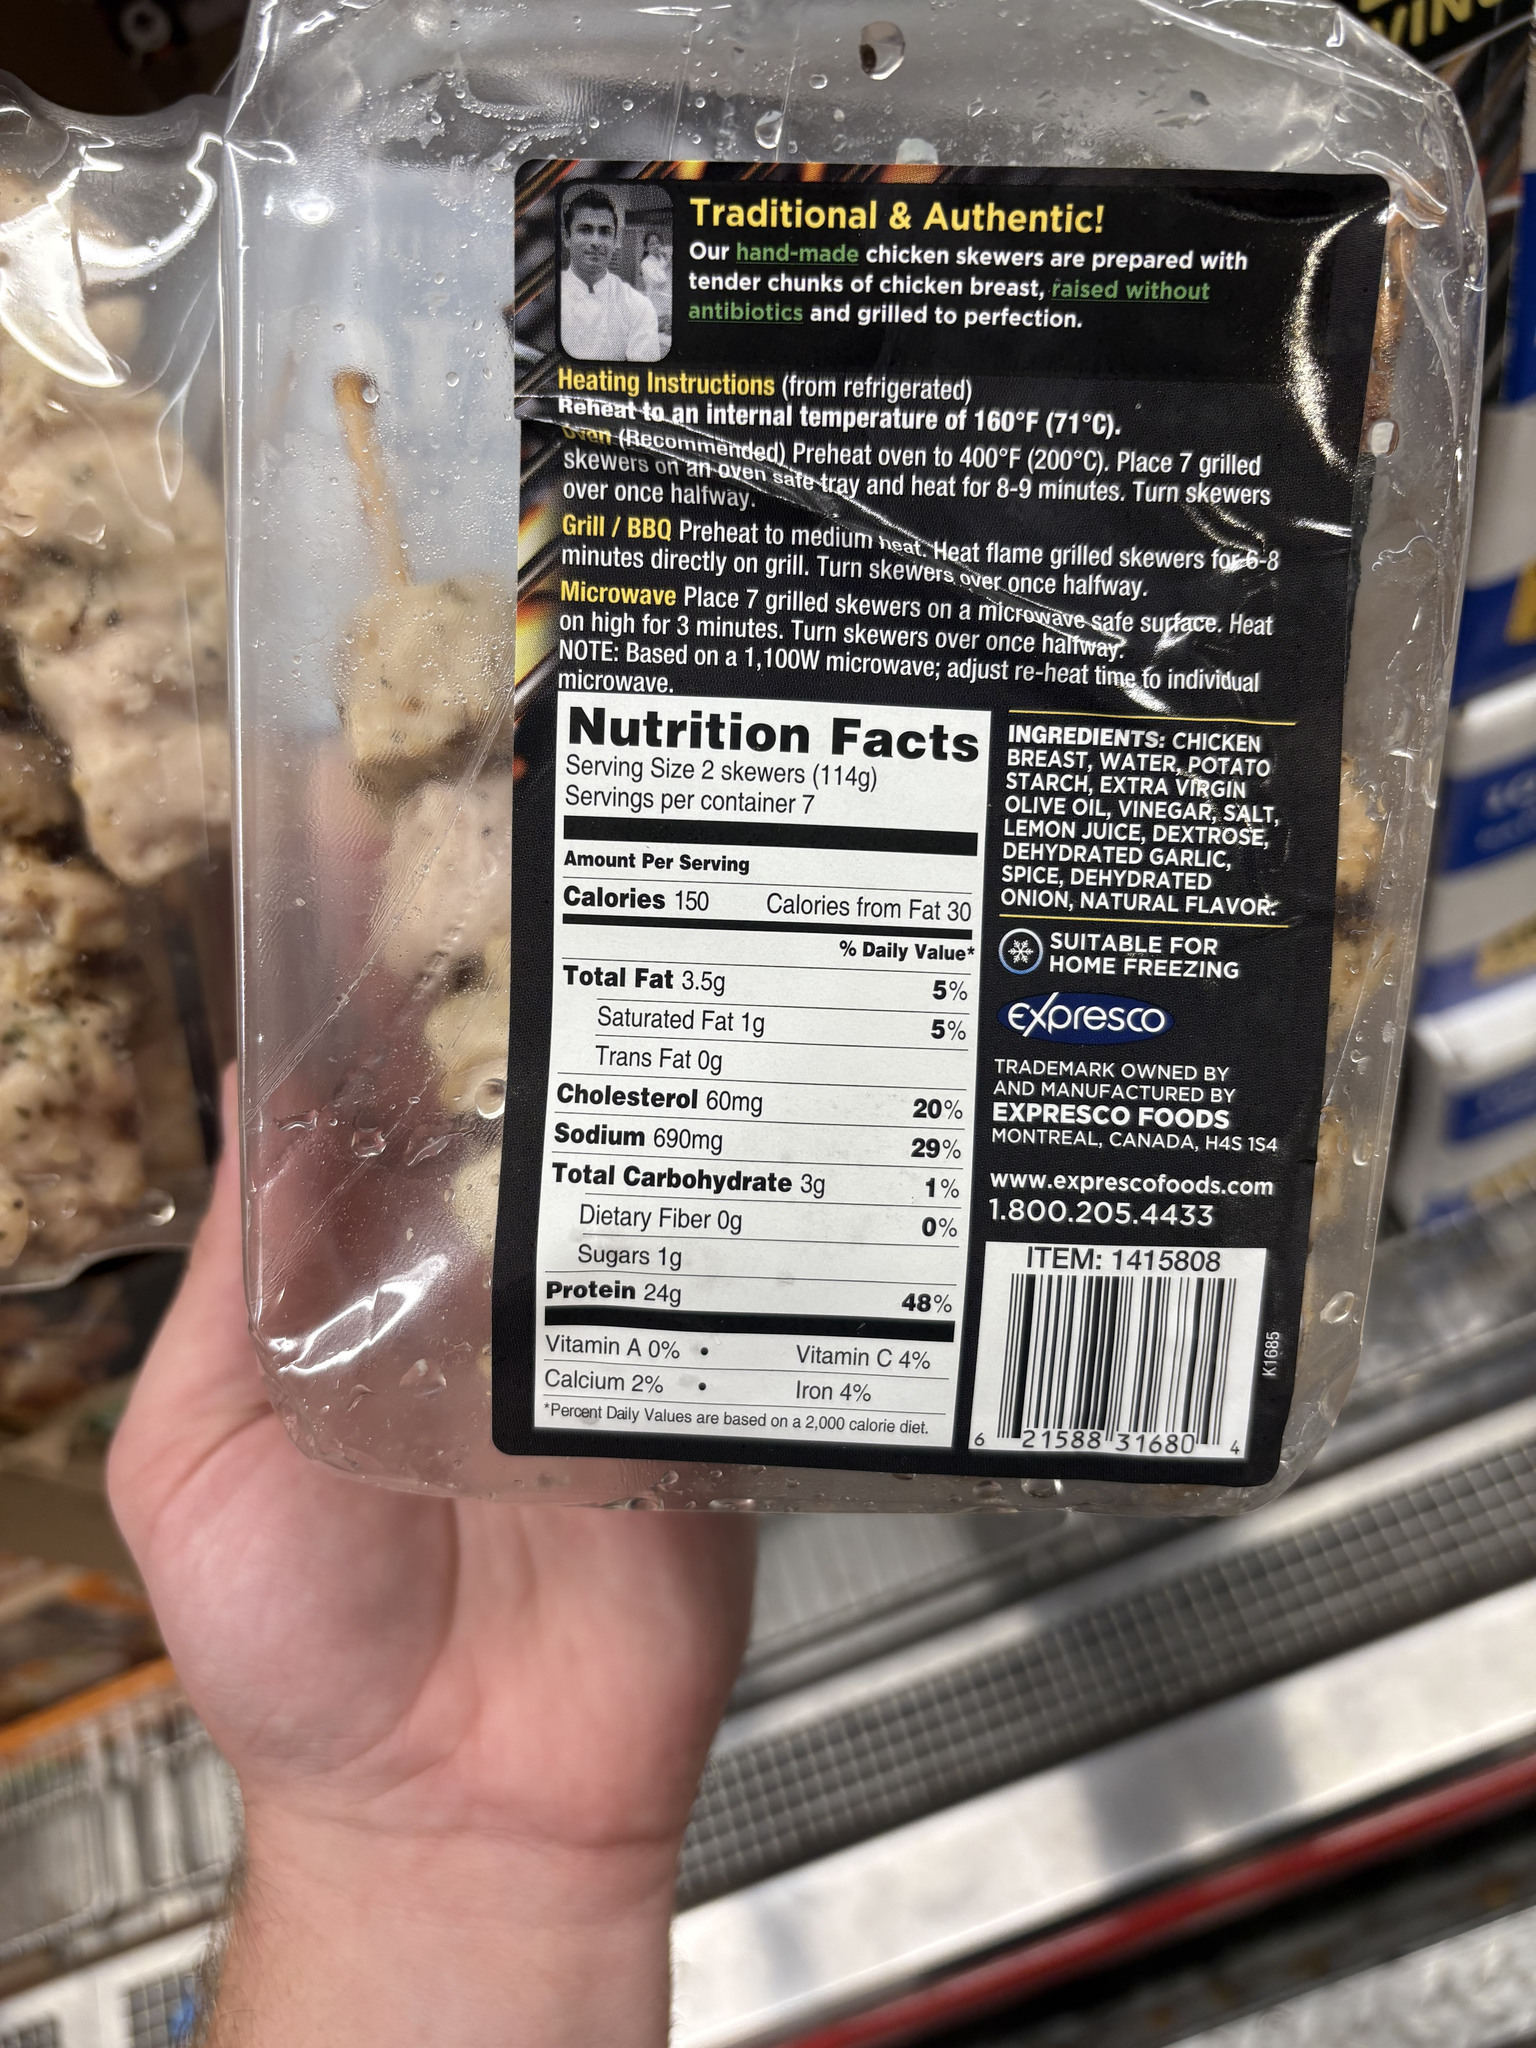 Traditional & Authentic!
Our hand-made chicken skewers are prepared with
tender chunks of chicken breast, raised without
antibiotics and grilled to perfection.
Heating Instructions (from refrigerated)
Reheat to an internal temperature of 160°F (71°C).
Oven (Recommended) Preheat oven to 400°F (200°C). Place 7 grilled
skewers on an oven safe tray and heat for 8-9 minutes. Turn skewers
over once halfway.
Grill / BBQ Preheat to medium heat. Heat flame grilled skewers for 6-8
minutes directly on grill. Turn skewers over once halfway.
Microwave Place 7 grilled skewers on a microwave safe surface. Heat
on high for 3 minutes. Turn skewers over once halfway.
NOTE: Based on a 1,100W microwave; adjust re-heat time to individual
microwave.
Nutrition Facts
Serving Size 2 skewers (114g)
Servings per container 7
Amount Per Serving
Calories 150 Calories from Fat 30
% Daily Value*
Total Fat 3.5g 5%
Saturated Fat 1g 5%
Trans Fat 0g
Cholesterol 60mg 20%
Sodium 690mg 29%
Total Carbohydrate 3g 1%
Dietary Fiber 0g 0%
Sugars 1g
Protein 24g 48%
Vitamin A 0% • Vitamin C 4%
Calcium 2% • Iron 4%
*Percent Daily Values are based on a 2,000 calorie diet.
INGREDIENTS: CHICKEN
BREAST, WATER, POTATO
STARCH, EXTRA VIRGIN
OLIVE OIL, VINEGAR, SALT,
LEMON JUICE, DEXTROSE,
DEHYDRATED GARLIC,
SPICE, DEHYDRATED
ONION, NATURAL FLAVOR.
SUITABLE FOR
HOME FREEZING
expresco
TRADEMARK OWNED BY
AND MANUFACTURED BY
EXPRESCO FOODS
MONTREAL, CANADA, H4S 1S4
www.exprescofoods.com
1.800.205.4433
ITEM: 1415808
6 21588 31680 4
K1685